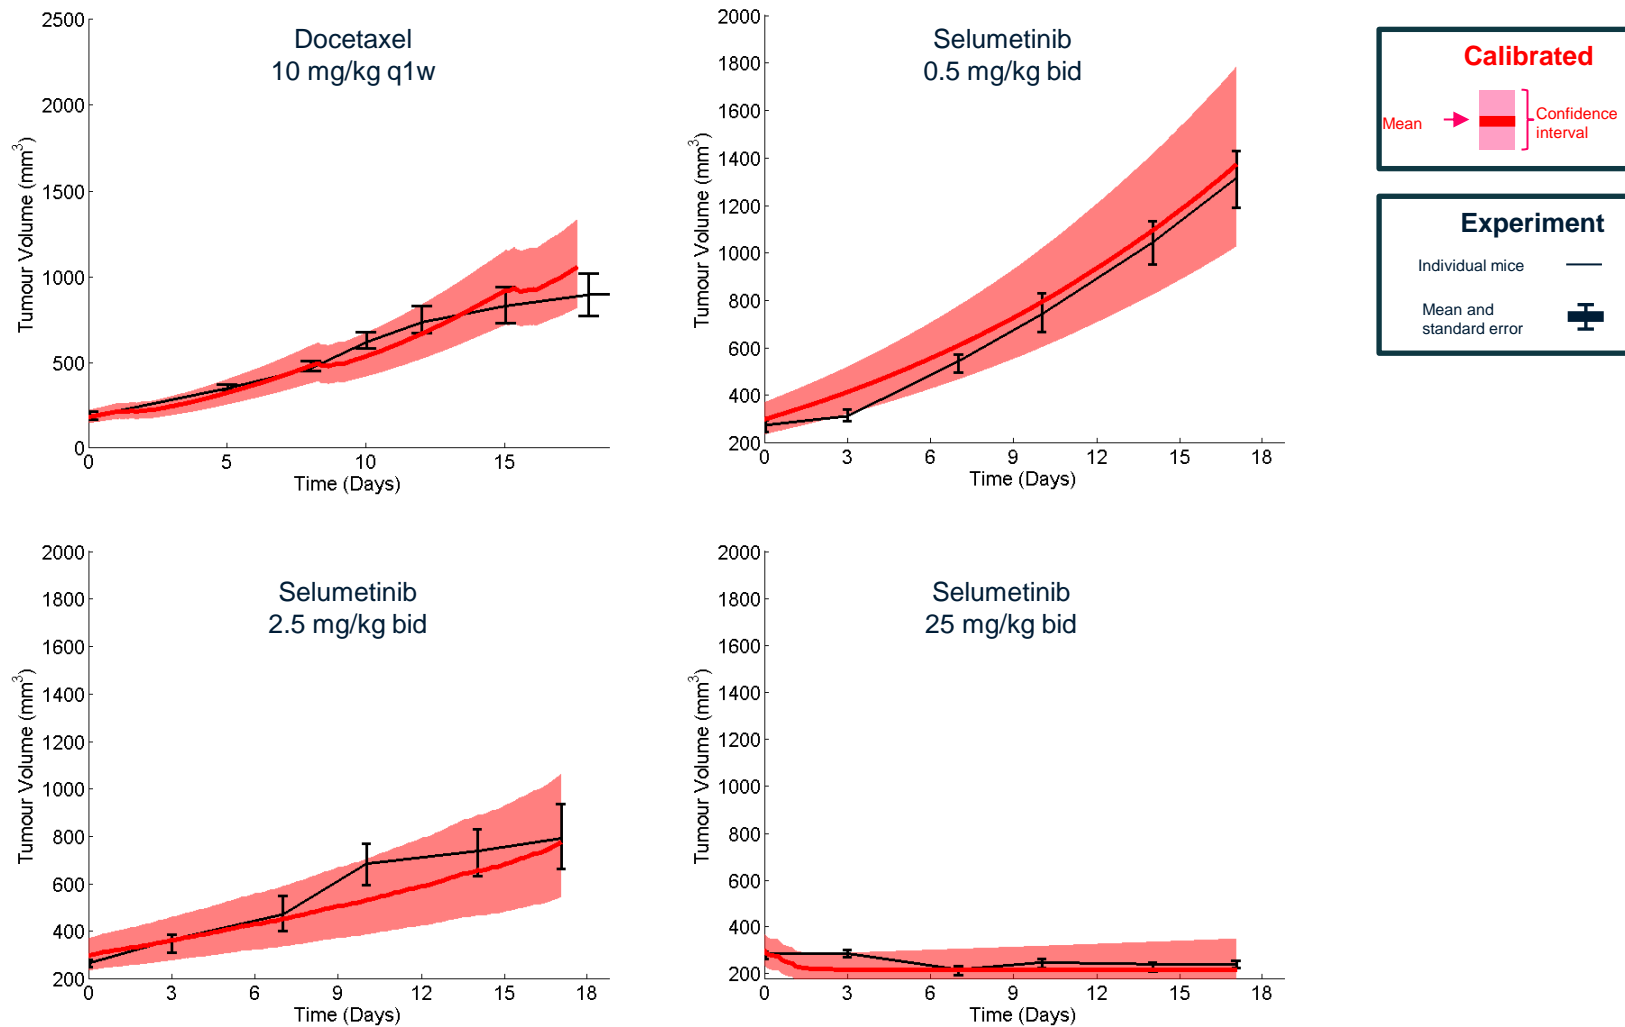 Docetaxel
10 mg/kg q1w
Tumour Volume (mm3)
2500
2000
1500
1000
500
0
0 5 10 15
Time (Days)
Selumetinib
0.5 mg/kg bid
Tumour Volume (mm3)
2000
1800
1600
1400
1200
1000
800
600
400
200
0 3 6 9 12 15 18
Time (Days)
Calibrated
Mean
Confidence
interval
Experiment
Individual mice
Mean and
standard error
Selumetinib
2.5 mg/kg bid
Tumour Volume (mm3)
2000
1800
1600
1400
1200
1000
800
600
400
200
0 3 6 9 12 15 18
Time (Days)
Selumetinib
25 mg/kg bid
Tumour Volume (mm3)
2000
1800
1600
1400
1200
1000
800
600
400
200
0 3 6 9 12 15 18
Time (Days)